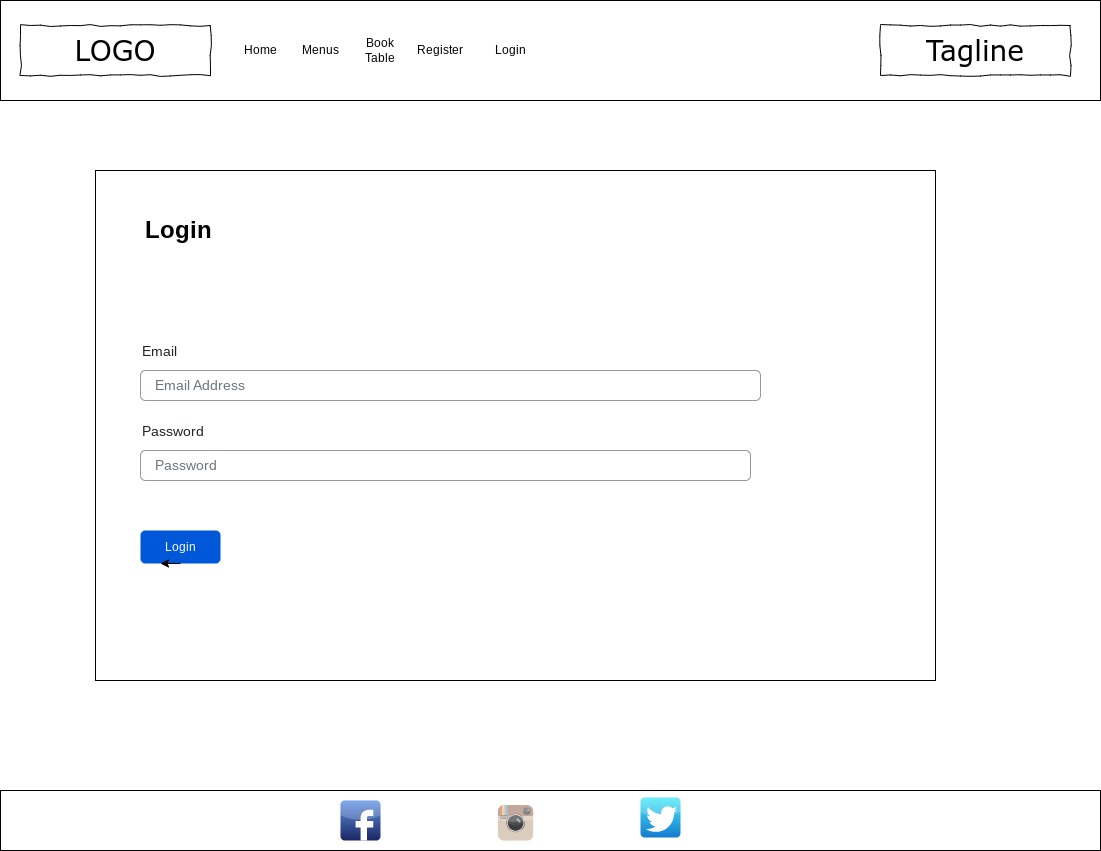 LOGO
Home
Menus
Book
Table
Register
Login
Tagline
Login
Email
Email Address
Password
Password
Login